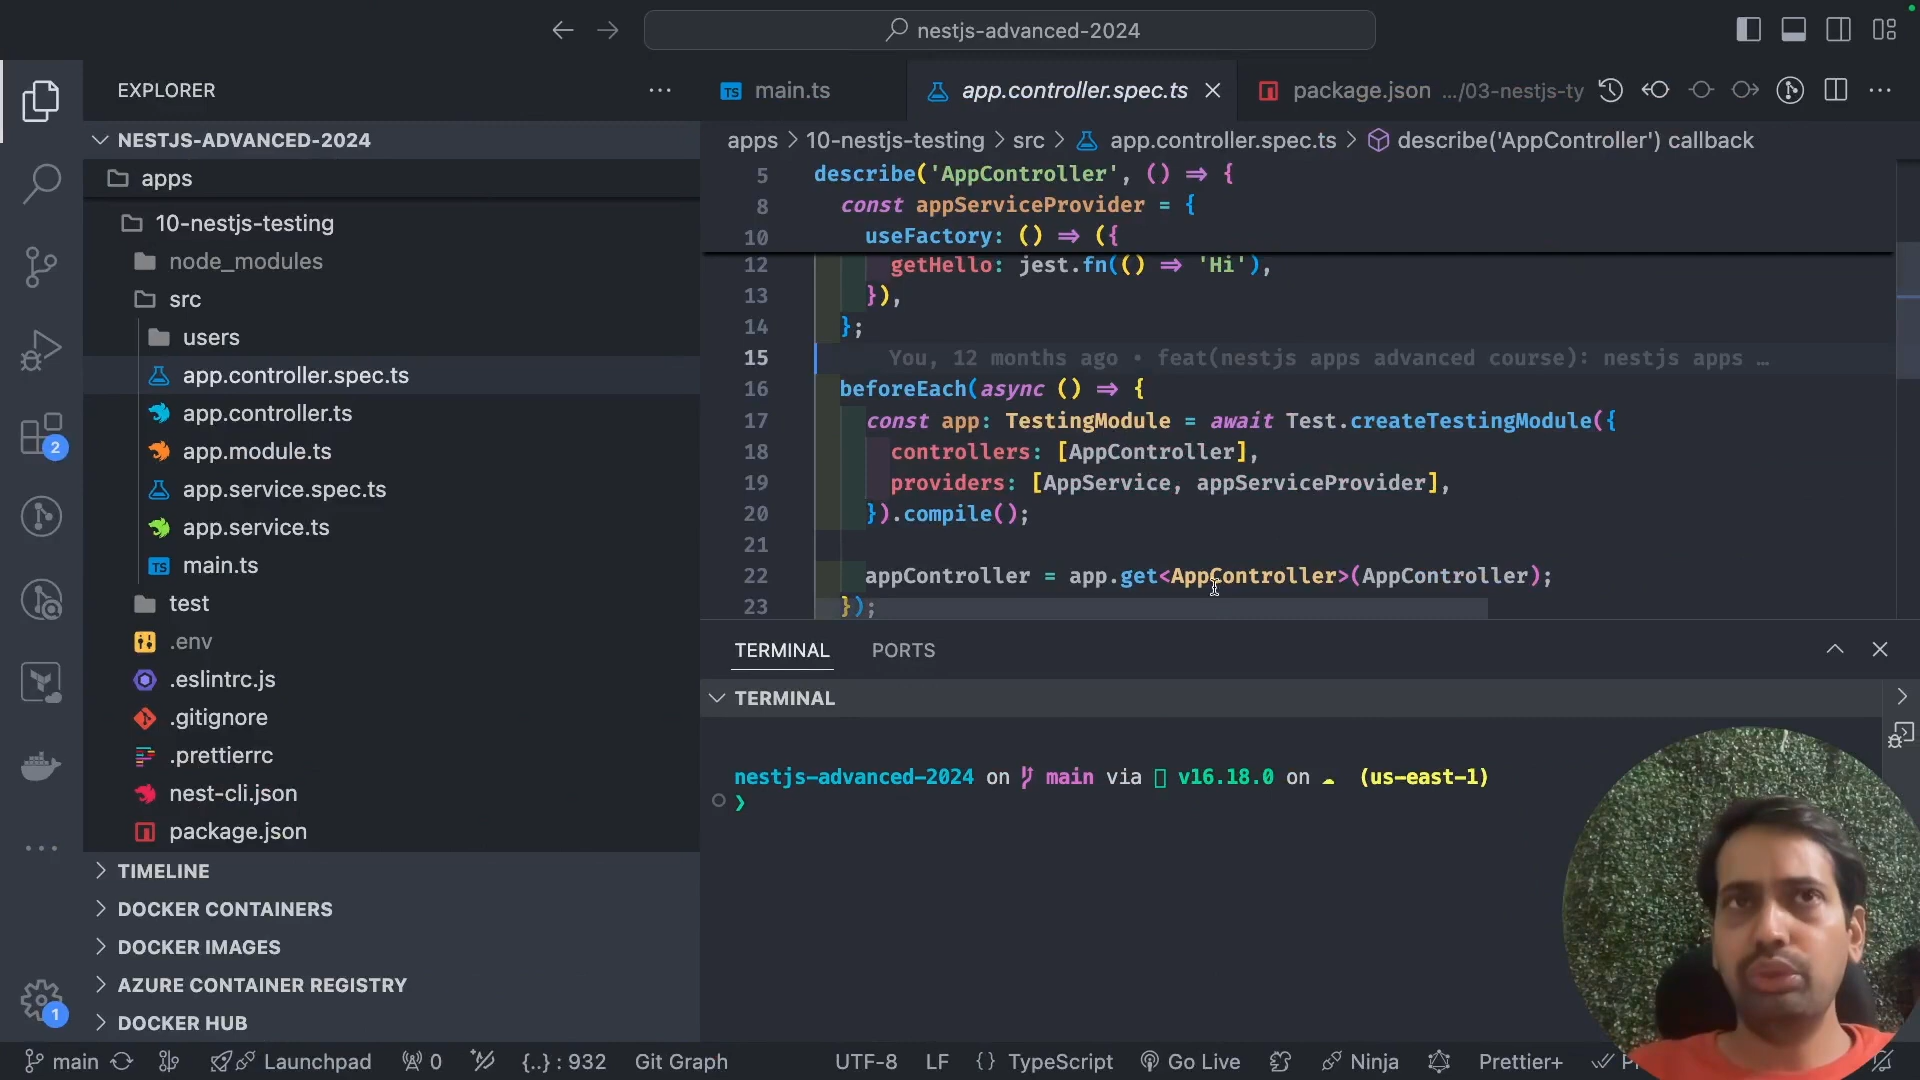 nestjs-advanced-2024
EXPLORER
main.ts
app.controller.spec.ts
package.json .../03-nestjs-ty
NESTJS-ADVANCED-2024
apps > 10-nestjs-testing > src > app.controller.spec.ts > describe('AppController') callback
apps
10-nestjs-testing
node_modules
src
users
app.controller.spec.ts
app.controller.ts
app.module.ts
app.service.spec.ts
app.service.ts
main.ts
test
.env
.eslintrc.js
.gitignore
.prettierrc
nest-cli.json
package.json
TIMELINE
DOCKER CONTAINERS
DOCKER IMAGES
AZURE CONTAINER REGISTRY
DOCKER HUB
2
1
5 describe('AppController', () => {
8 const appServiceProvider = {
10 useFactory: () => ({
12 getHello: jest.fn(() => 'Hi'),
13 }),
14 };
15 You, 12 months ago • feat(nestjs apps advanced course): nestjs apps …
16 beforeEach(async () => {
17 const app: TestingModule = await Test.createTestingModule({
18 controllers: [AppController],
19 providers: [AppService, appServiceProvider],
20 }).compile();
21
22 appController = app.get<AppController>(AppController);
23 });
TERMINAL
PORTS
TERMINAL
nestjs-advanced-2024 on main via v16.18.0 on (us-east-1)
❯
main
Launchpad
0
{..} : 932
Git Graph
UTF-8
LF
{} TypeScript
Go Live
Ninja
Prettier+